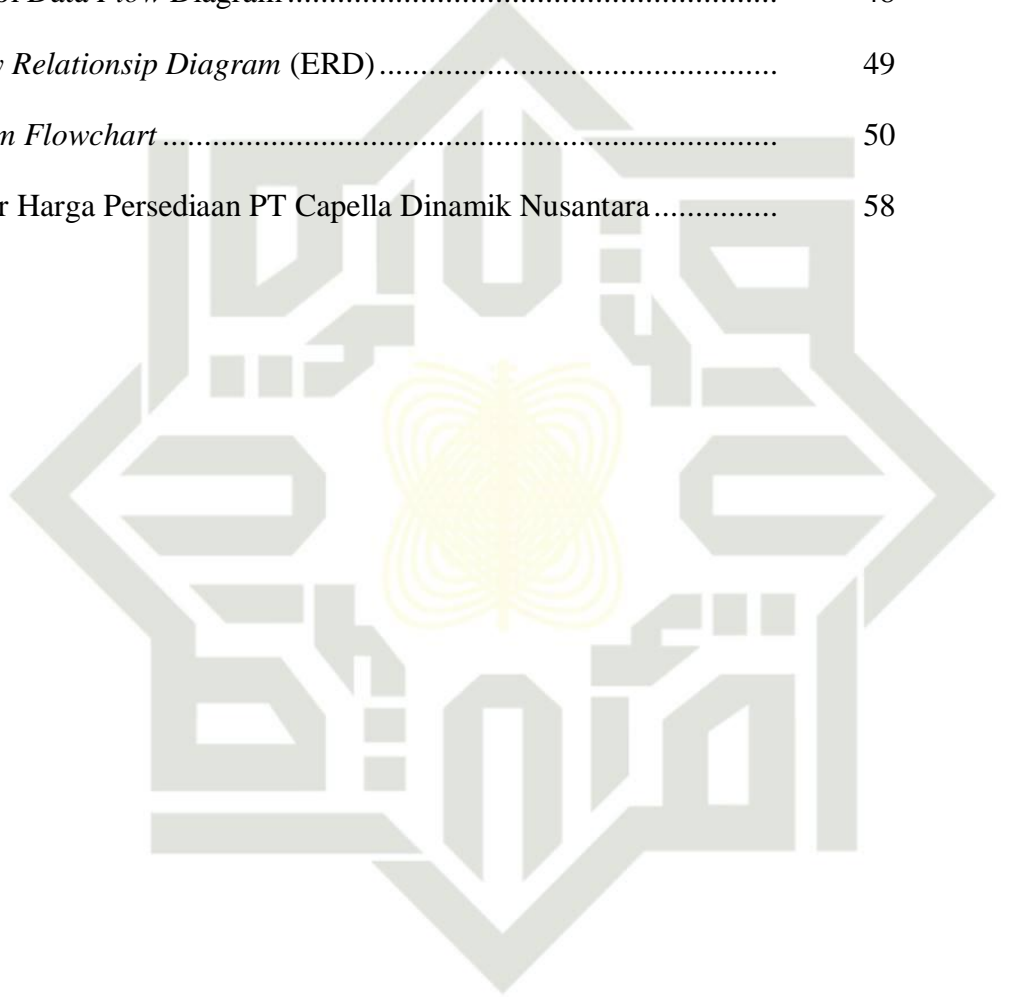 Data Flow Diagram ................................................................ 48
Relationsip Diagram (ERD) ................................................. 49
Flowchart ............................................................................ 50
Harga Persediaan PT Capella Dinamik Nusantara ............... 58